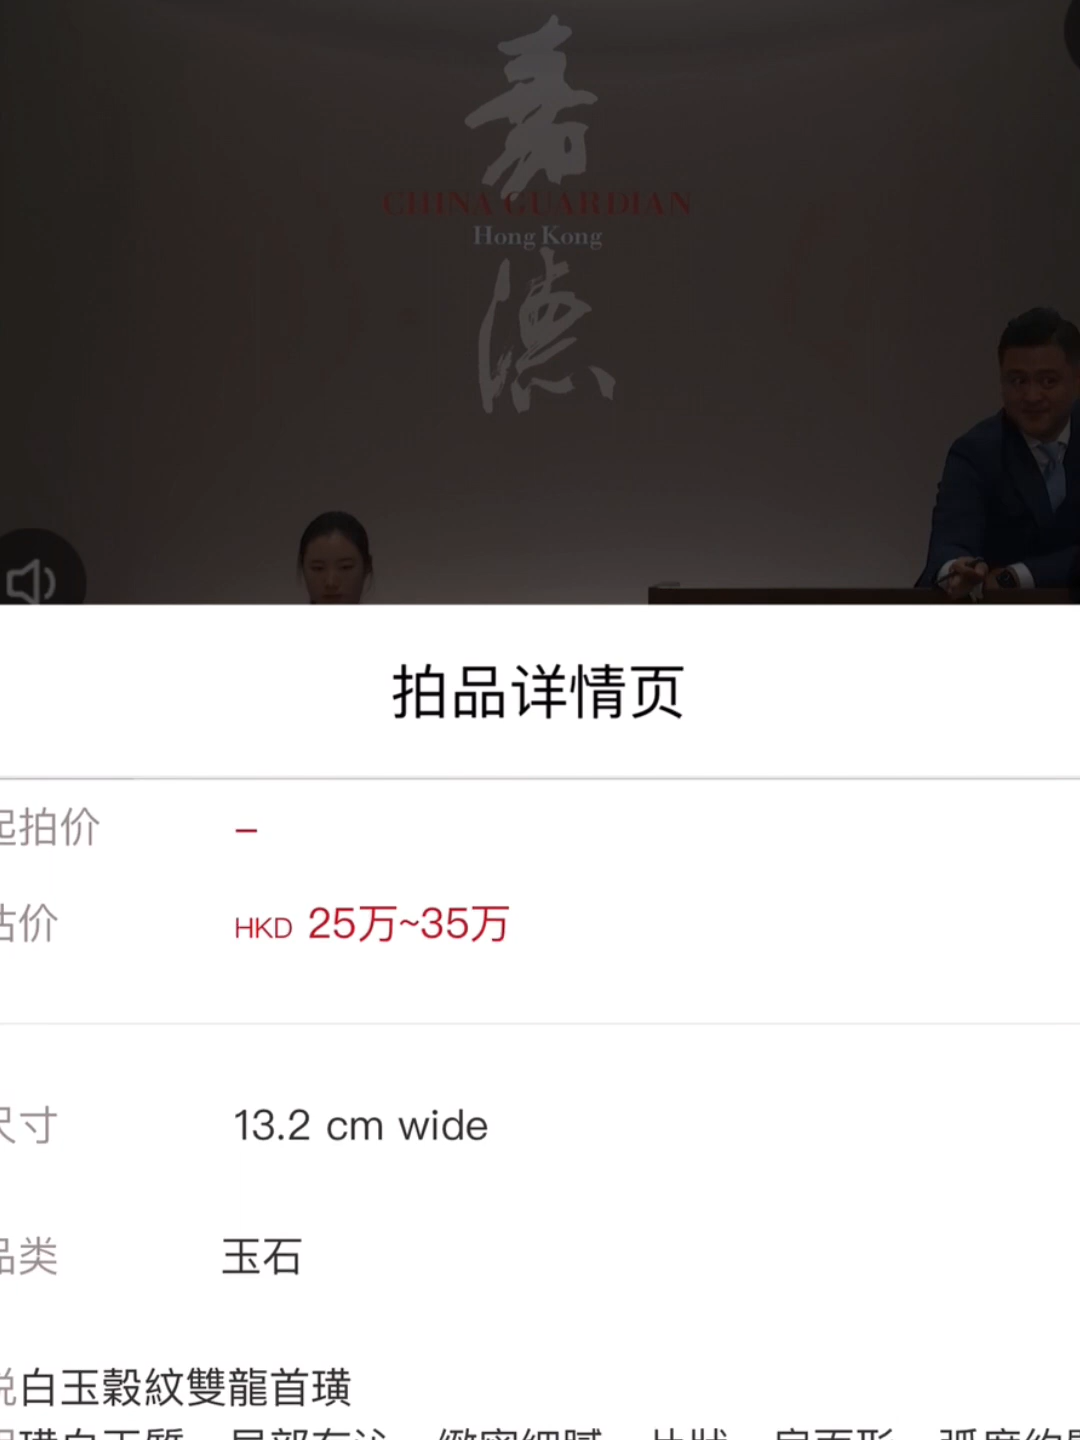 嘉
CHINA GUARDIAN
Hong Kong
德
拍品详情页
起拍价 –
估价 HKD 25万~35万
尺寸 13.2 cm wide
品类 玉石
白玉穀紋雙龍首璜